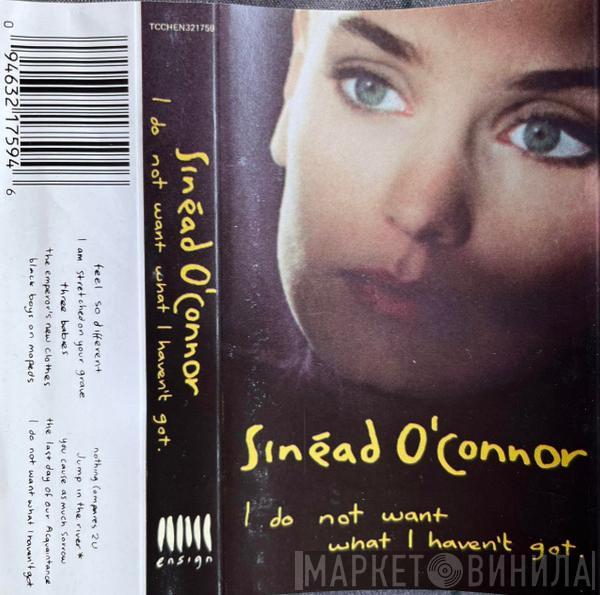 0
94632 17594
6
feel so different
I am stretched on your grave
three babies
the emperor's new clothes
black boys on mopeds
nothing compares 2 U
Jump in the river *
you cause as much sorrow
the last day of our Acquaintance
I do not want what I haven't got
TCCHEN321759
Sinéad O'Connor
I do not want what I haven't got.
ensign
Sinéad O'Connor
I do not want
what I haven't got.
МАРКЕТ ВИНИЛА